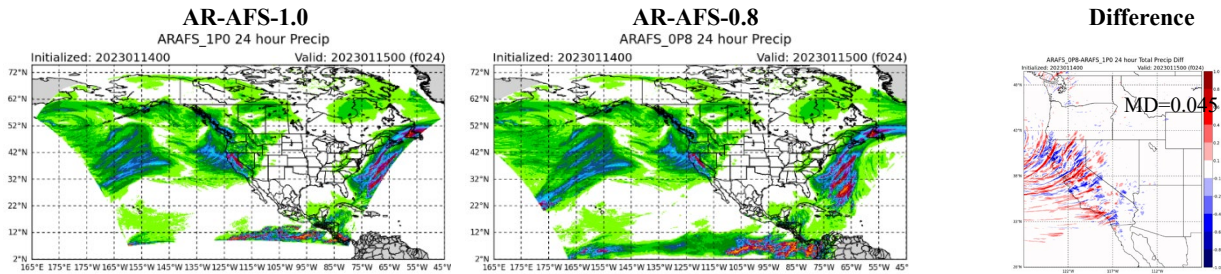 AR-AFS-1.0
ARAFS_1P0 24 hour Precip
Initialized: 2023011400 Valid: 2023011500 (f024)
72°N
62°N
52°N
42°N
32°N
22°N
12°N
2°N
165°E 175°E 175°W 165°W 155°W 145°W 135°W 125°W 115°W 105°W 95°W 85°W 75°W 65°W 55°W 45°W
AR-AFS-0.8
ARAFS_0P8 24 hour Precip
Initialized: 2023011400 Valid: 2023011500 (f024)
72°N
62°N
52°N
42°N
32°N
22°N
12°N
2°N
165°E 175°E 175°W 165°W 155°W 145°W 135°W 125°W 115°W 105°W 95°W 85°W 75°W 65°W 55°W 45°W
Difference
ARAFS_0P8-ARAFS_1P0 24 hour Total Precip Diff
Initialized: 2023011400 Valid: 2023011500 (f024)
MD=0.045